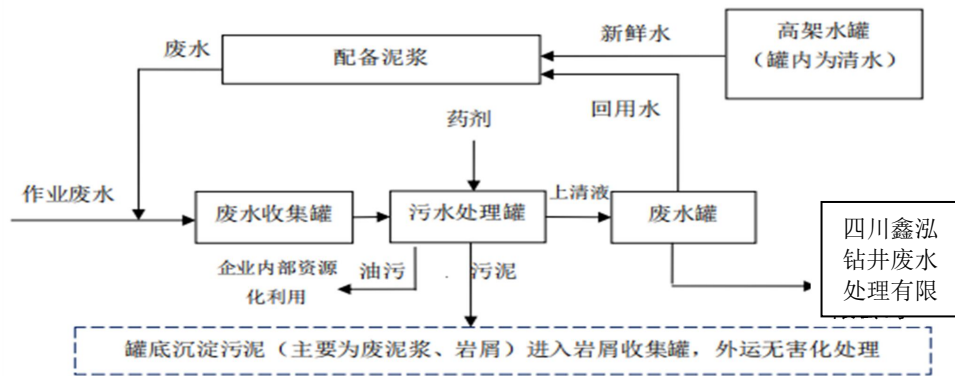 高架水罐
（罐内为清水）
新鲜水
废水
配备泥浆
回用水
药剂
作业废水
废水收集罐
污水处理罐
上清液
废水罐
四川鑫泓
钻井废水
处理有限
企业内部资源
化利用
油污
污泥
罐底沉淀污泥（主要为废泥浆、岩屑）进入岩屑收集罐，外运无害化处理